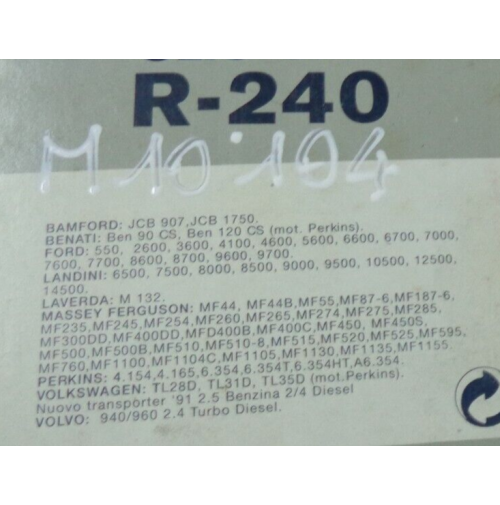 R-240
M10 104
BAMFORD: JCB 907,JCB 1750.
BENATI: Ben 90 CS, Ben 120 CS (mot. Perkins).
FORD: 550, 2600, 3600, 4100, 4600, 5600, 6600, 6700, 7000,
7600, 7700, 8600, 8700, 9600, 9700.
LANDINI: 6500, 7500, 8000, 8500, 9000, 9500, 10500, 12500,
14500.
LAVERDA: M 132.
MASSEY FERGUSON: MF44, MF44B,MF55,MF87-6,MF187-6,
MF235,MF245,MF254,MF260,MF265,MF274,MF275,MF285,
MF300DD,MF400DD,MFD400B,MF400C,MF450, MF450S,
MF500,MF500B,MF510,MF510-8,MF515,MF520,MF525,MF595,
MF760,MF1100,MF1104C,MF1105,MF1130,MF1135,MF1155.
PERKINS: 4.154,4.165,6.354,6.354T,6.354HT,A6.354.
VOLKSWAGEN: TL28D, TL31D, TL35D (mot.Perkins).
Nuovo transporter '91 2.5 Benzina 2/4 Diesel
VOLVO: 940/960 2.4 Turbo Diesel.